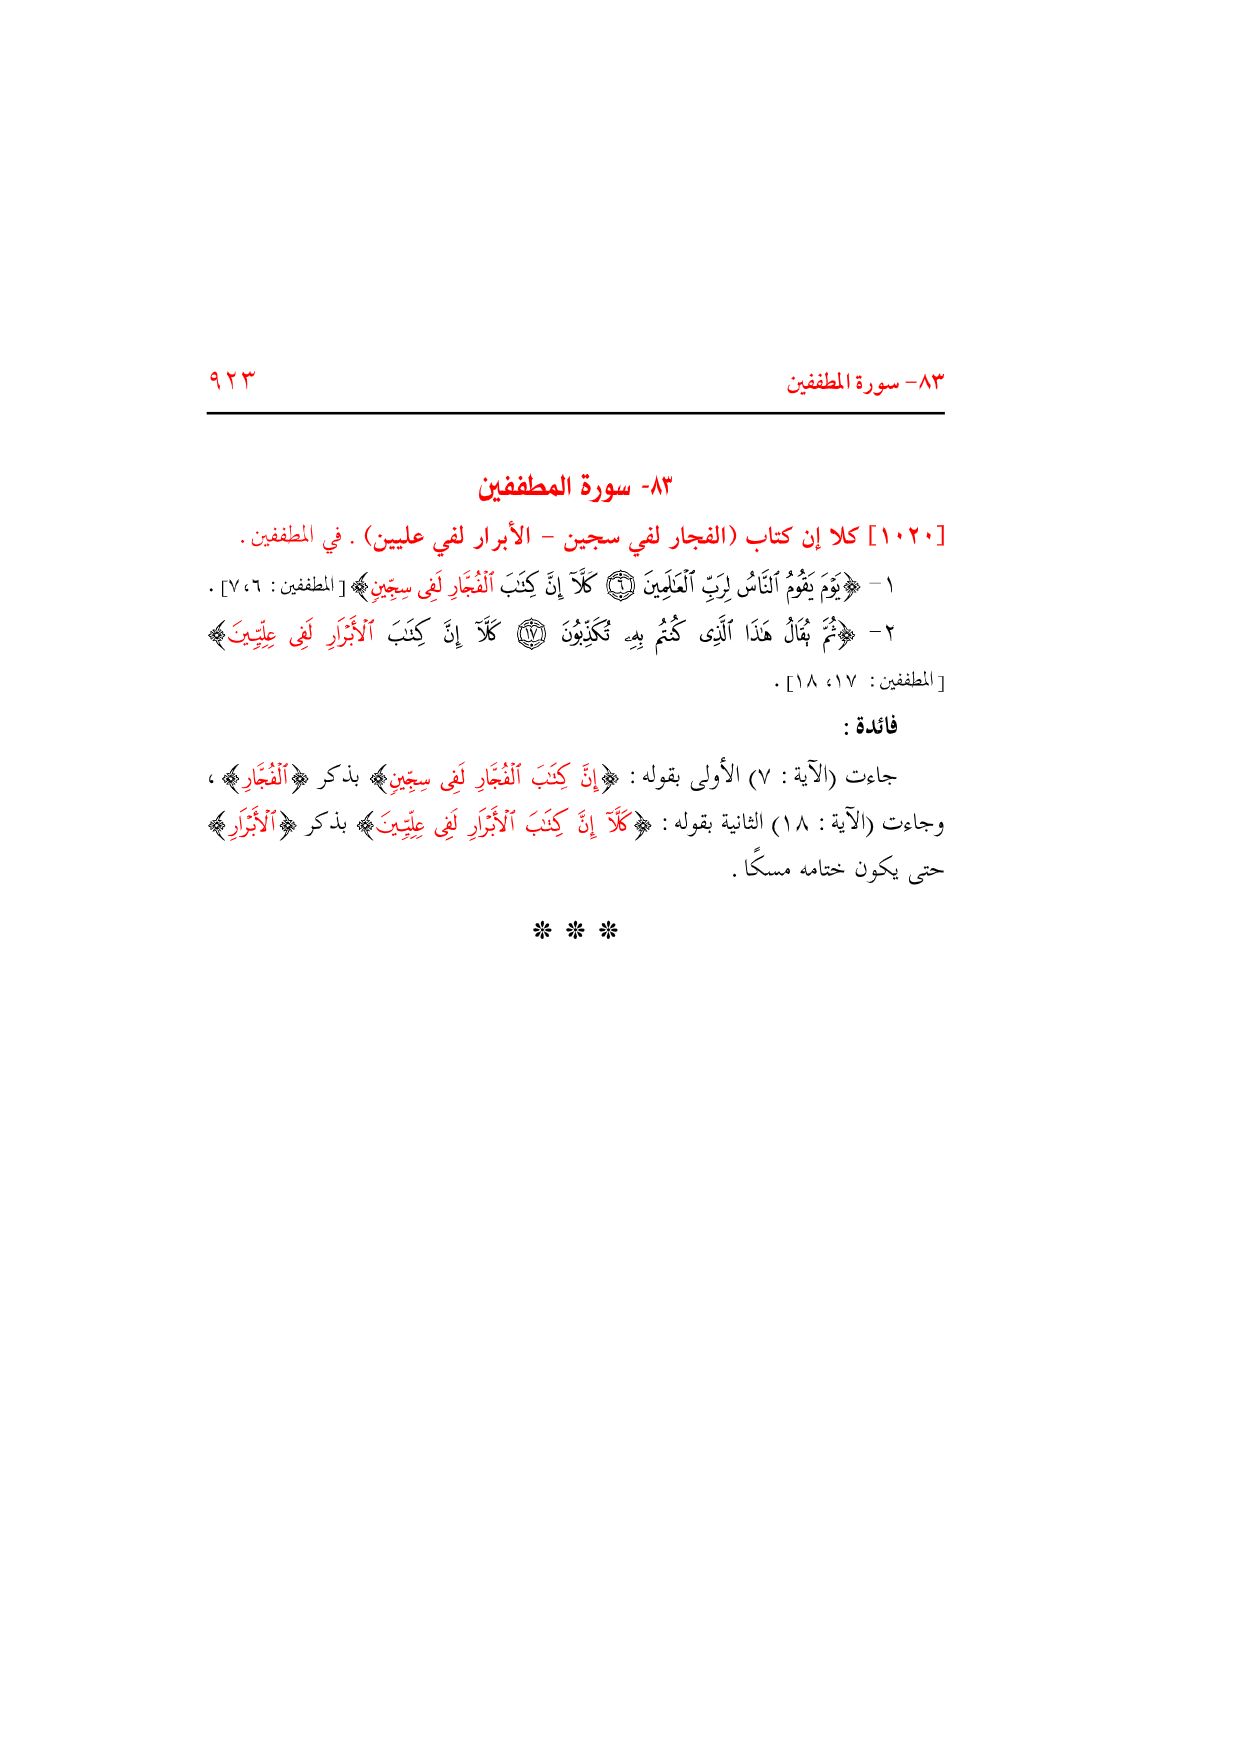 ٨٣- سورة المطففين ٩٢٣
٨٣- سورة المطففين
[١٠٢٠] كلا إن كتاب (الفجار لفي سجين – الأبرار لفي عليين) . في المطففين .
١- ﴿يَوْمَ يَقُومُ ٱلنَّاسُ لِرَبِّ ٱلْعَٰلَمِينَ ۝٦ كَلَّآ إِنَّ كِتَٰبَ ٱلْفُجَّارِ لَفِى سِجِّينٍ﴾ [المطففين: ٦،٧] .
٢- ﴿ثُمَّ يُقَالُ هَٰذَا ٱلَّذِى كُنتُم بِهِۦ تُكَذِّبُونَ ۝١٧ كَلَّآ إِنَّ كِتَٰبَ ٱلْأَبْرَارِ لَفِى عِلِّيِّينَ﴾
[المطففين: ١٧، ١٨] .
فائدة :
جاءت (الآية : ٧) الأولى بقوله : ﴿إِنَّ كِتَٰبَ ٱلْفُجَّارِ لَفِى سِجِّينٍ﴾ بذكر ﴿ٱلْفُجَّارِ﴾ ،
وجاءت (الآية : ١٨) الثانية بقوله : ﴿كَلَّآ إِنَّ كِتَٰبَ ٱلْأَبْرَارِ لَفِى عِلِّيِّينَ﴾ بذكر ﴿ٱلْأَبْرَارِ﴾
حتى يكون ختامه مسكًا .